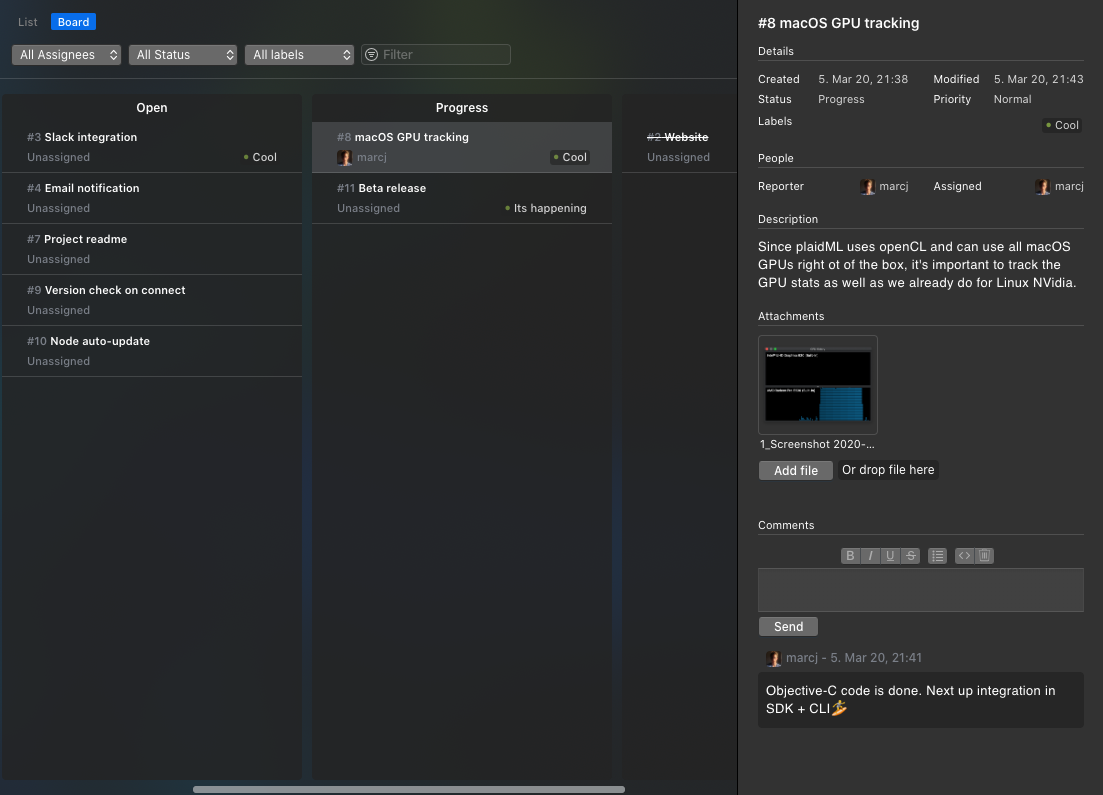 List Board
All Assignees All Status All labels Filter
Open
#3 Slack integration
Unassigned Cool
#4 Email notification
Unassigned
#7 Project readme
Unassigned
#9 Version check on connect
Unassigned
#10 Node auto-update
Unassigned
Progress
#8 macOS GPU tracking
marcj Cool
#11 Beta release
Unassigned Its happening
#2 Website
Unassigned
#8 macOS GPU tracking
Details
Created 5. Mar 20, 21:38 Modified 5. Mar 20, 21:43
Status Progress Priority Normal
Labels Cool
People
Reporter marcj Assigned marcj
Description
Since plaidML uses openCL and can use all macOS
GPUs right ot of the box, it's important to track the
GPU stats as well as we already do for Linux NVidia.
Attachments
1_Screenshot 2020-...
Add file Or drop file here
Comments
B I U S <>
Send
marcj - 5. Mar 20, 21:41
Objective-C code is done. Next up integration in
SDK + CLI🏄